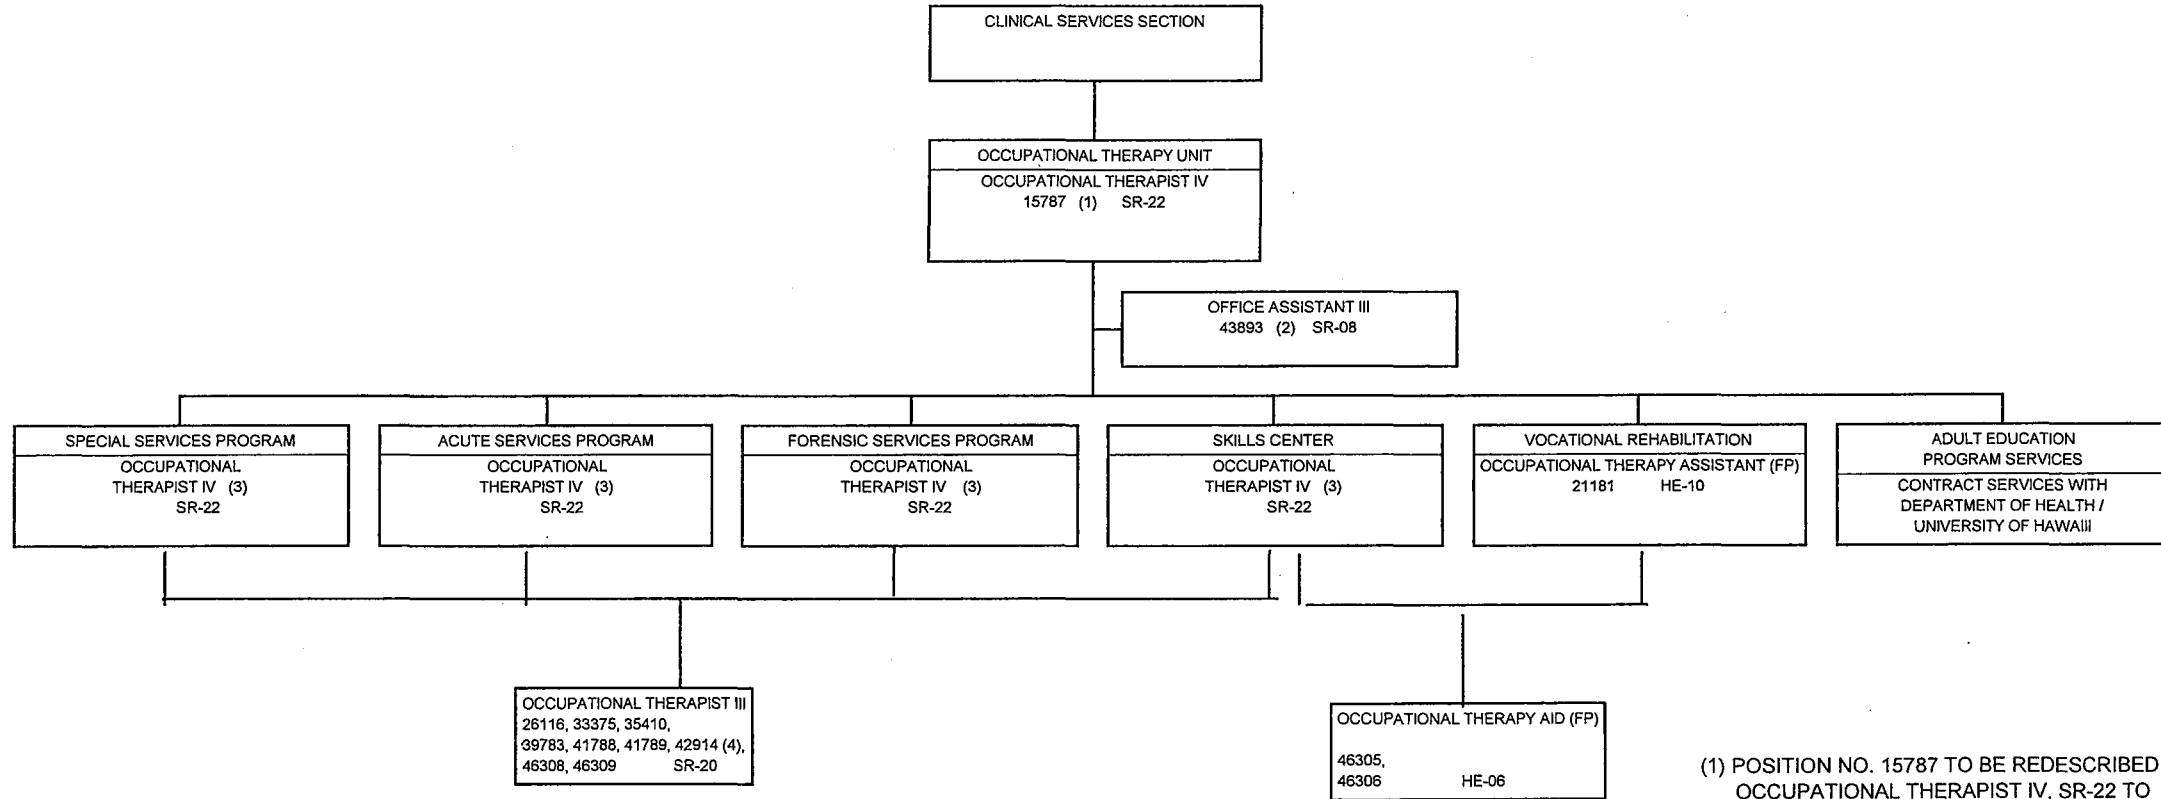 CLINICAL SERVICES SECTION
OCCUPATIONAL THERAPY UNIT
OCCUPATIONAL THERAPIST IV
15787 (1) SR-22
OFFICE ASSISTANT III
43893 (2) SR-08
SPECIAL SERVICES PROGRAM
OCCUPATIONAL
THERAPIST IV (3)
SR-22
ACUTE SERVICES PROGRAM
OCCUPATIONAL
THERAPIST IV (3)
SR-22
FORENSIC SERVICES PROGRAM
OCCUPATIONAL
THERAPIST IV (3)
SR-22
SKILLS CENTER
OCCUPATIONAL
THERAPIST IV (3)
SR-22
VOCATIONAL REHABILITATION
OCCUPATIONAL THERAPY ASSISTANT (FP)
21181 HE-10
ADULT EDUCATION
PROGRAM SERVICES
CONTRACT SERVICES WITH
DEPARTMENT OF HEALTH /
UNIVERSITY OF HAWAIII
OCCUPATIONAL THERAPIST III
26116, 33375, 35410,
39783, 41788, 41789, 42914 (4),
46308, 46309 SR-20
OCCUPATIONAL THERAPY AID (FP)
46305,
46306 HE-06
(1) POSITION NO. 15787 TO BE REDESCRIBED
OCCUPATIONAL THERAPIST IV, SR-22 TO